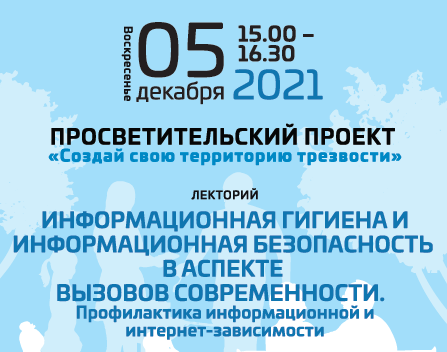 Воскресенье
05
декабря
15.00 –
16.30
2021
ПРОСВЕТИТЕЛЬСКИЙ ПРОЕКТ
«Создай свою территорию трезвости»
ЛЕКТОРИЙ
ИНФОРМАЦИОННАЯ ГИГИЕНА И
ИНФОРМАЦИОННАЯ БЕЗОПАСНОСТЬ
В АСПЕКТЕ
ВЫЗОВОВ СОВРЕМЕННОСТИ.
Профилактика информационной и
интернет-зависимости